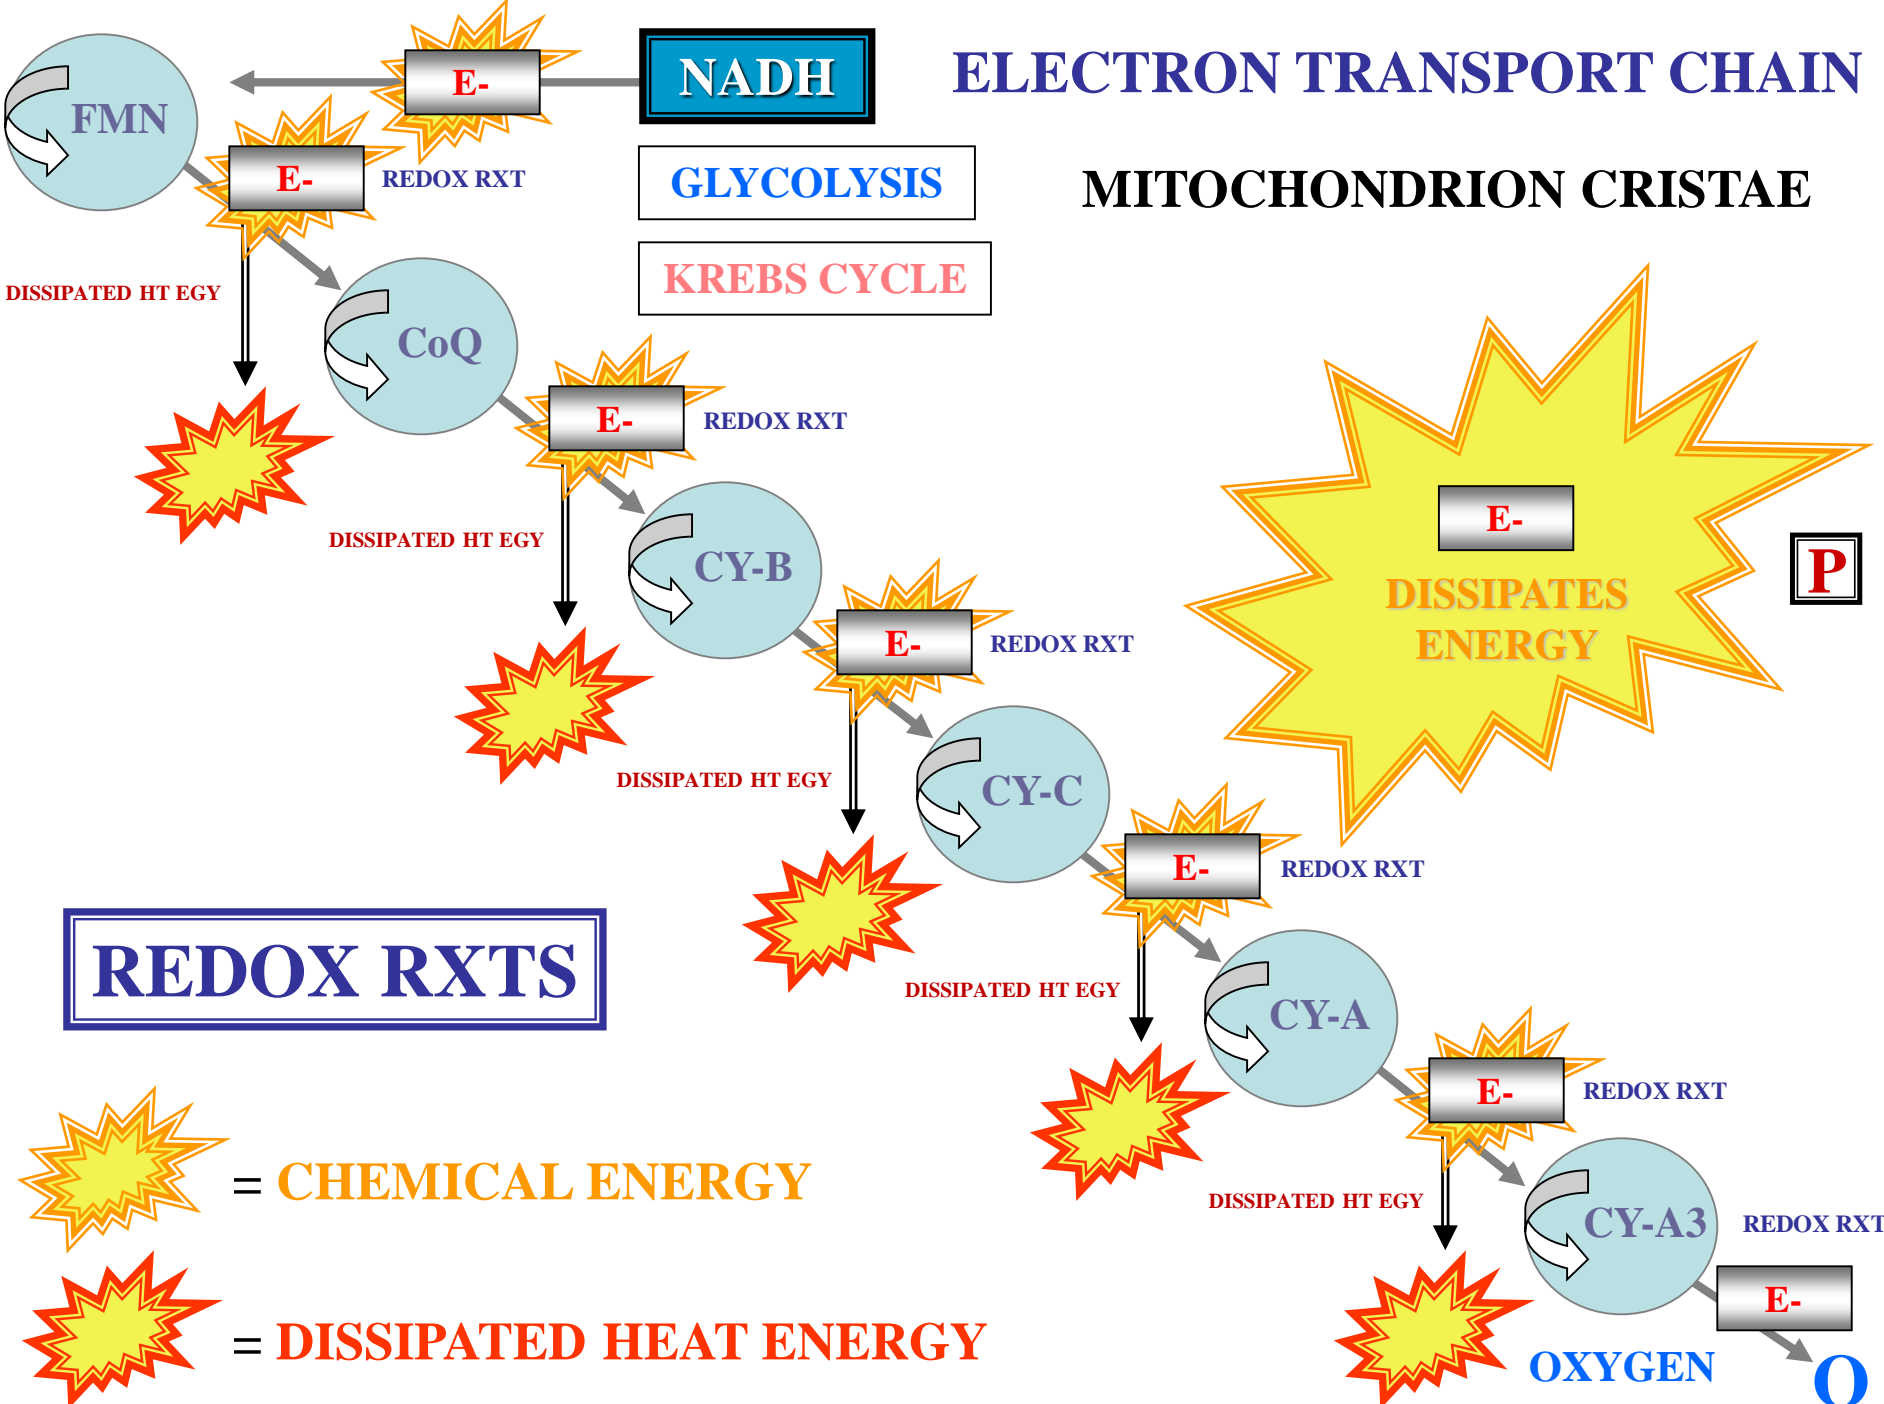 E-
NADH
ELECTRON TRANSPORT CHAIN
FMN
E-
REDOX RXT
GLYCOLYSIS
MITOCHONDRION CRISTAE
KREBS CYCLE
DISSIPATED HT EGY
CoQ
E-
REDOX RXT
E-
DISSIPATED HT EGY
CY-B
DISSIPATES
ENERGY
P
E-
REDOX RXT
DISSIPATED HT EGY
CY-C
E-
REDOX RXT
REDOX RXTS
DISSIPATED HT EGY
CY-A
E-
REDOX RXT
= CHEMICAL ENERGY
DISSIPATED HT EGY
CY-A3
REDOX RXT
E-
= DISSIPATED HEAT ENERGY
OXYGEN
O